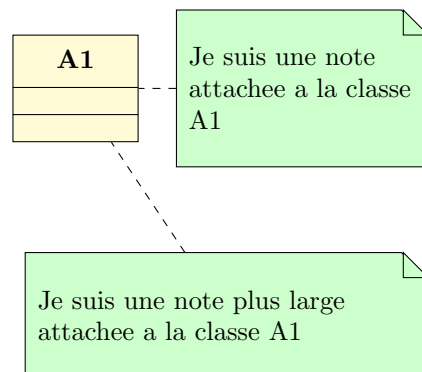 A1
Je suis une note
attachee a la classe
A1
Je suis une note plus large
attachee a la classe A1